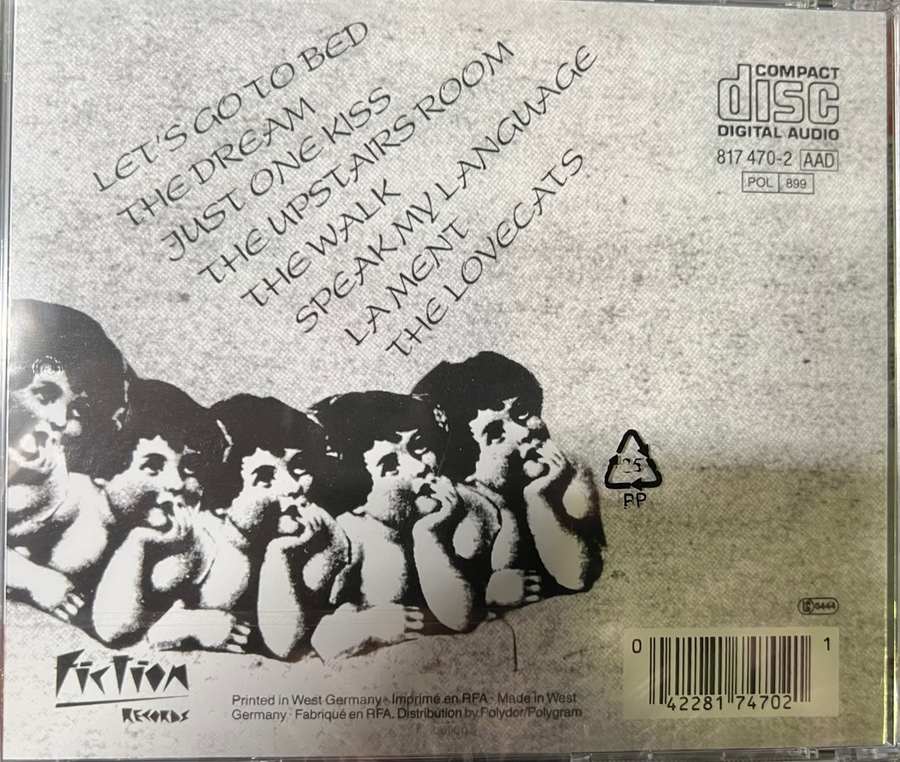 LET'S GO TO BED
THE DREAM
JUST ONE KISS
THE UPSTAIRS ROOM
THE WALK
SPEAK MY LANGUAGE
LAMENT
THE LOVECATS
COMPACT
disc
DIGITAL AUDIO
817 470-2 AAD
POL 899
PP
FICTION
RECORDS
Printed in West Germany · Imprimé en RFA · Made in West
Germany · Fabriqué en RFA. Distribution by Polydor/Polygram
0 42281 74702 1